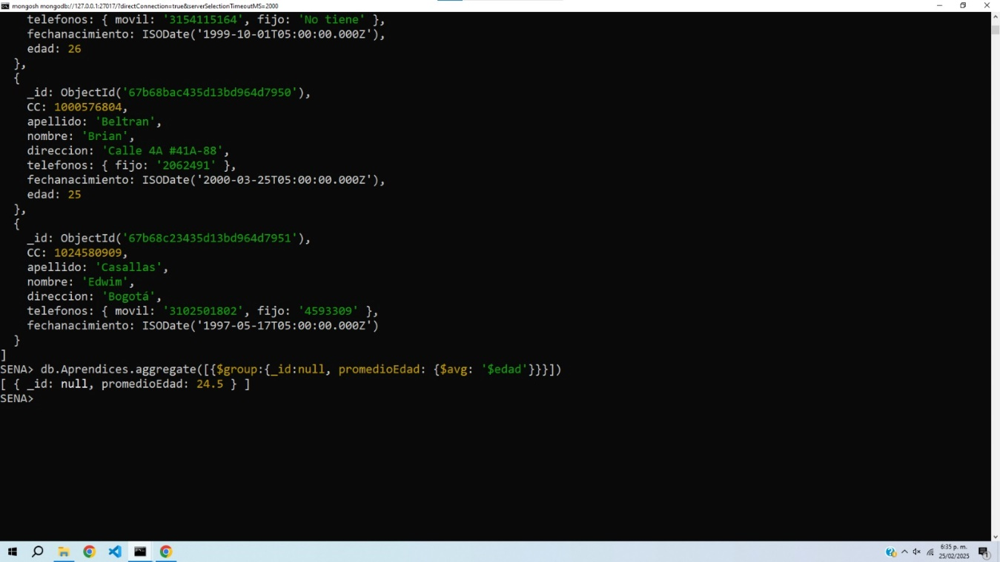 mongosh mongodb://127.0.0.1:27017/?directConnection=true&serverSelectionTimeoutMS=2000
    telefonos: { movil: '3154115164', fijo: 'No tiene' },
    fechanacimiento: ISODate('1999-10-01T05:00:00.000Z'),
    edad: 26
  },
  {
    _id: ObjectId('67b68bac435d13bd964d7950'),
    CC: 1000576804,
    apellido: 'Beltran',
    nombre: 'Brian',
    direccion: 'Calle 4A #41A-88',
    telefonos: { fijo: '2062491' },
    fechanacimiento: ISODate('2000-03-25T05:00:00.000Z'),
    edad: 25
  },
  {
    _id: ObjectId('67b68c23435d13bd964d7951'),
    CC: 1024580909,
    apellido: 'Casallas',
    nombre: 'Edwim',
    direccion: 'Bogotá',
    telefonos: { movil: '3102501802', fijo: '4593309' },
    fechanacimiento: ISODate('1997-05-17T05:00:00.000Z')
  }
]
SENA> db.Aprendices.aggregate([{$group:{_id:null, promedioEdad: {$avg: '$edad'}}}])
[ { _id: null, promedioEdad: 24.5 } ]
SENA>
6:35 p. m.
25/02/2025